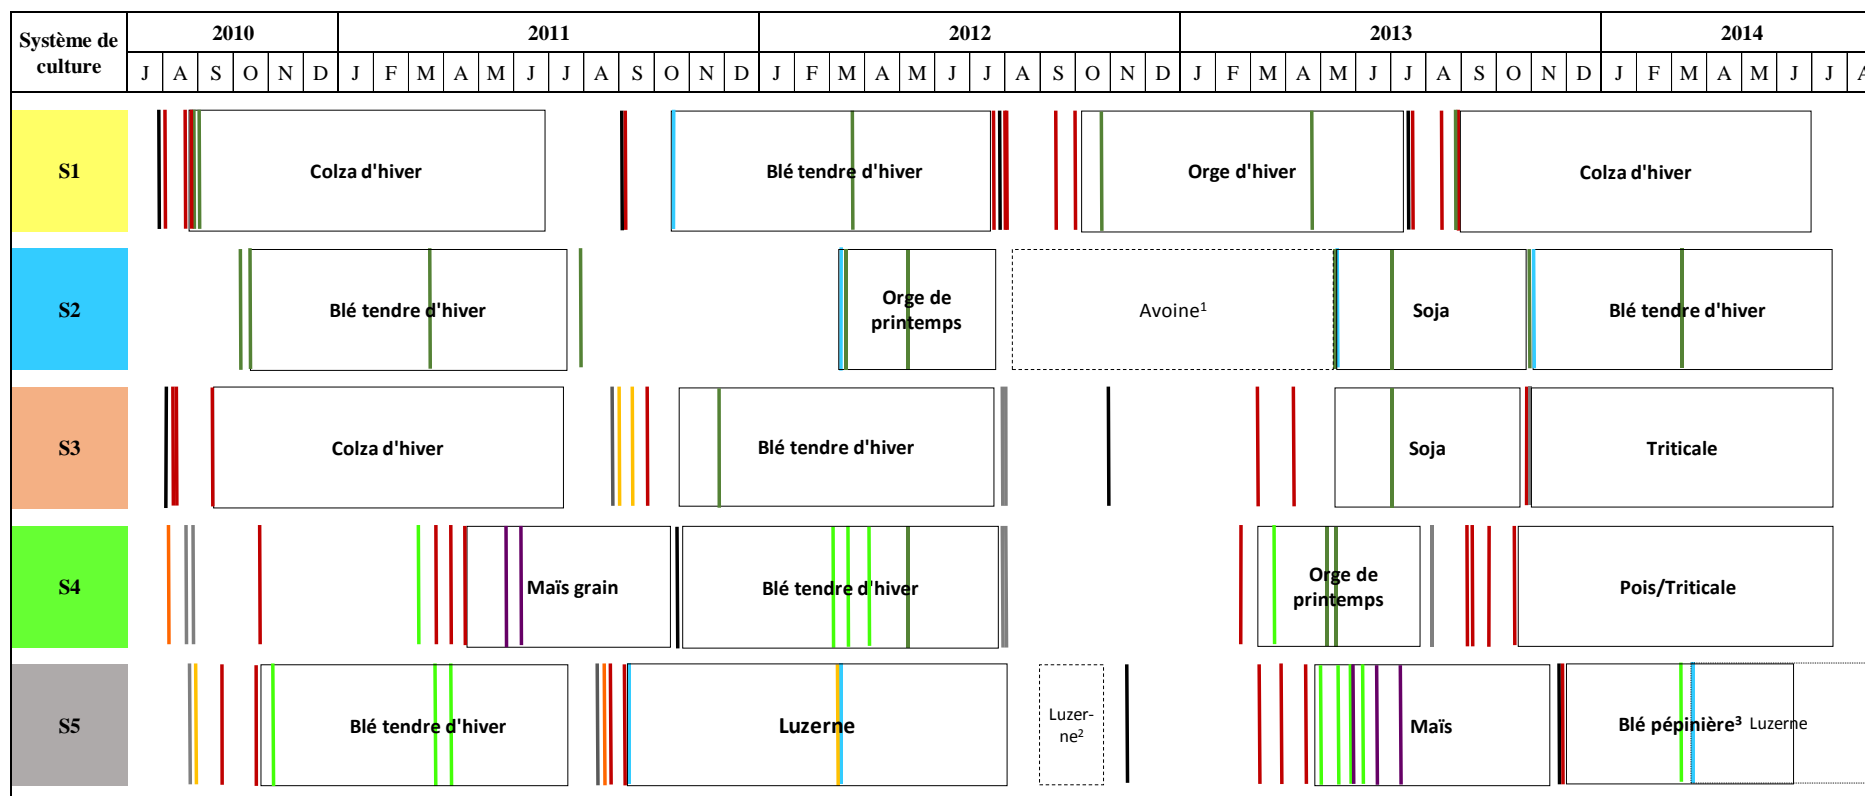 Système de culture 2010 2011 2012 2013 2014
J A S O N D J F M A M J J A S O N D J F M A M J J A S O N D J F M A M J J A S O N D J F M A M J J A
S1 Colza d'hiver Blé tendre d'hiver Orge d'hiver Colza d'hiver
S2 Blé tendre d'hiver Orge de printemps Avoine¹ Soja Blé tendre d'hiver
S3 Colza d'hiver Blé tendre d'hiver Soja Triticale
S4 Maïs grain Blé tendre d'hiver Orge de printemps Pois/Triticale
S5 Blé tendre d'hiver Luzerne Luzer-ne² Maïs Blé pépinière³ Luzerne